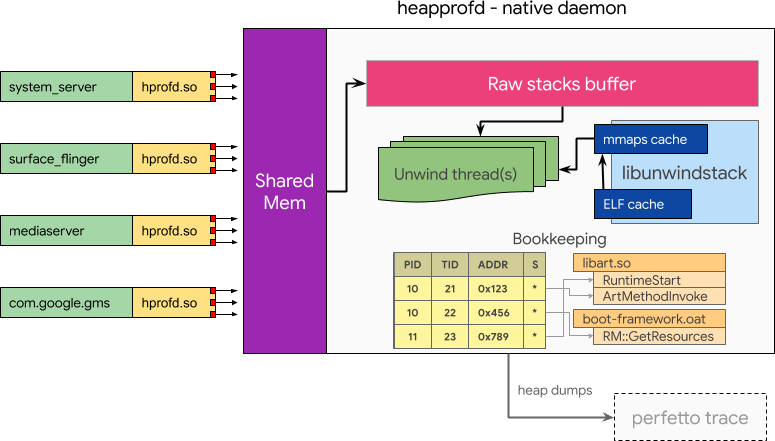 heapprofd - native daemon
system_server
hprofd.so
surface_flinger
hprofd.so
mediaserver
hprofd.so
com.google.gms
hprofd.so
Shared
Mem
Raw stacks buffer
Unwind thread(s)
mmaps cache
libunwindstack
ELF cache
Bookkeeping
PID TID ADDR S
10 21 0x123 *
10 22 0x456 *
11 23 0x789 *
libart.so
RuntimeStart
ArtMethodInvoke
boot-framework.oat
RM::GetResources
heap dumps
perfetto trace